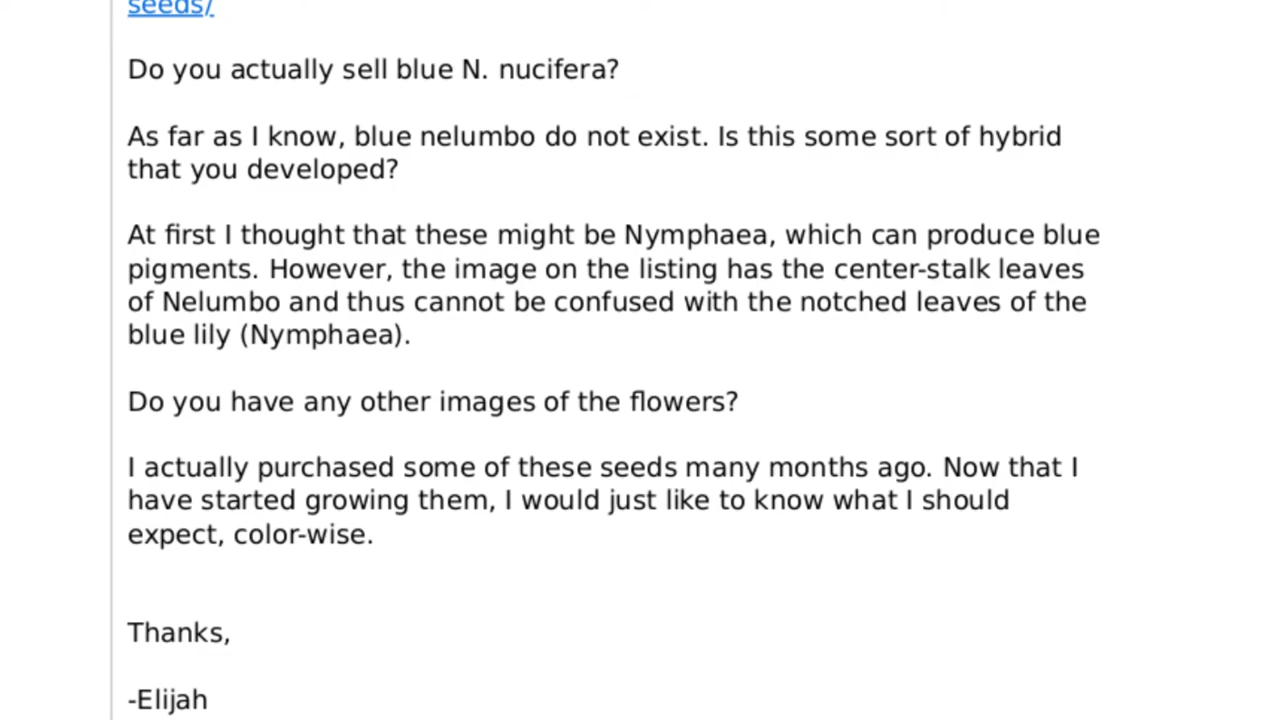 seeds/
Do you actually sell blue N. nucifera?
As far as I know, blue nelumbo do not exist. Is this some sort of hybrid
that you developed?
At first I thought that these might be Nymphaea, which can produce blue
pigments. However, the image on the listing has the center-stalk leaves
of Nelumbo and thus cannot be confused with the notched leaves of the
blue lily (Nymphaea).
Do you have any other images of the flowers?
I actually purchased some of these seeds many months ago. Now that I
have started growing them, I would just like to know what I should
expect, color-wise.
Thanks,
-Elijah